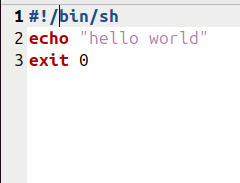 1 #!/bin/sh
2 echo "hello world"
3 exit 0